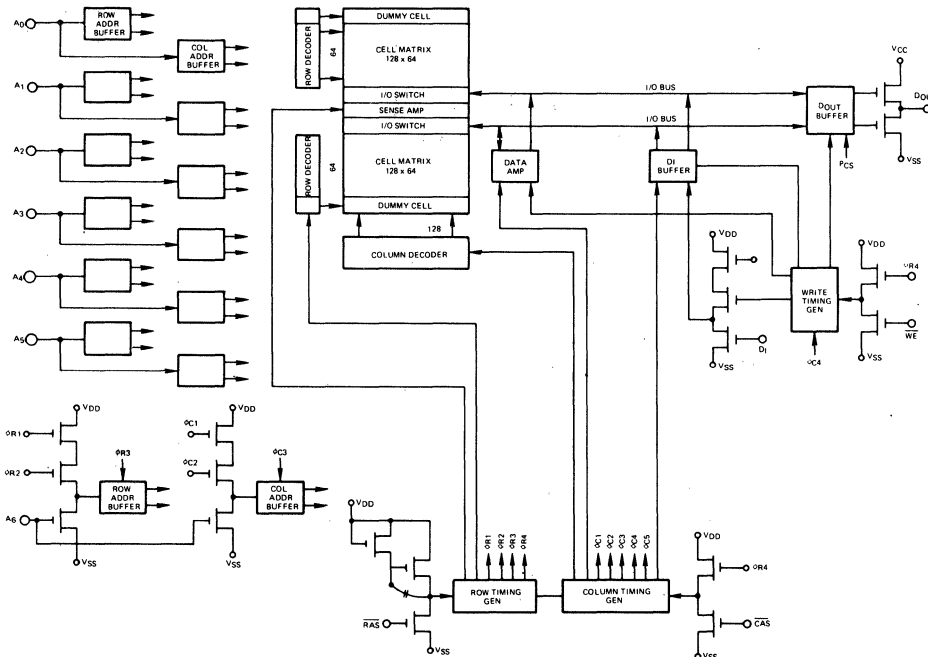 A0
ROW
ADDR
BUFFER
COL
ADDR
BUFFER
A1
A2
A3
A4
A5
ROW DECODER
64
DUMMY CELL
CELL MATRIX
128 x 64
I/O SWITCH
SENSE AMP
I/O SWITCH
ROW DECODER
64
CELL MATRIX
128 x 64
DUMMY CELL
128
COLUMN DECODER
I/O BUS
I/O BUS
DATA
AMP
DI
BUFFER
DOUT
BUFFER
VCC
VSS
VDD
VSS
DI
WRITE
TIMING
GEN
φC4
VDD
φR4
WE
VSS
VDD
φR1
φR2
A6
VSS
φR3
ROW
ADDR
BUFFER
VDD
φC1
φC2
VSS
φC3
COL
ADDR
BUFFER
VDD
RAS
VSS
φR1
φR2
φR3
φR4
ROW TIMING
GEN
φC1
φC2
φC3
φC4
φC5
COLUMN TIMING
GEN
VDD
φR4
CAS
VSS